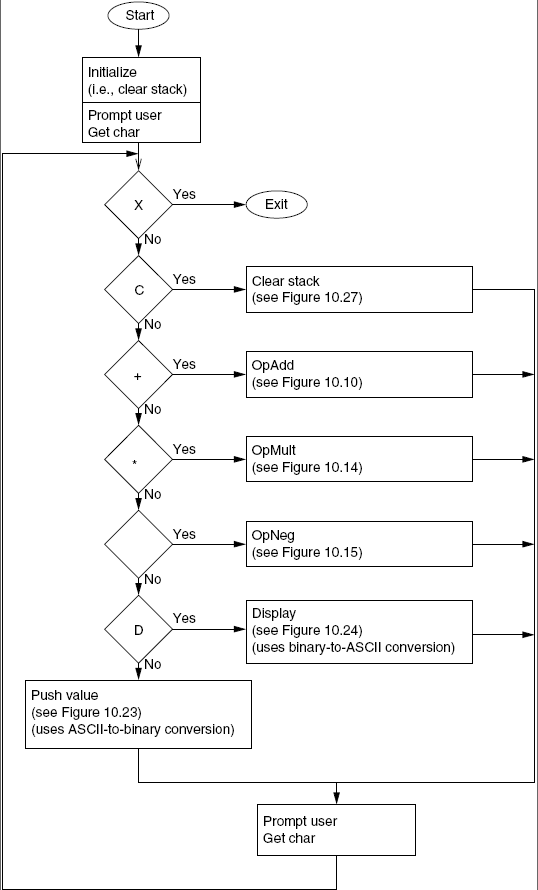 Start
Initialize
(i.e., clear stack)
Prompt user
Get char
X
Yes
Exit
No
C
Yes
Clear stack
(see Figure 10.27)
No
+
Yes
OpAdd
(see Figure 10.10)
No
*
Yes
OpMult
(see Figure 10.14)
No
Yes
OpNeg
(see Figure 10.15)
No
D
Yes
Display
(see Figure 10.24)
(uses binary-to-ASCII conversion)
No
Push value
(see Figure 10.23)
(uses ASCII-to-binary conversion)
Prompt user
Get char